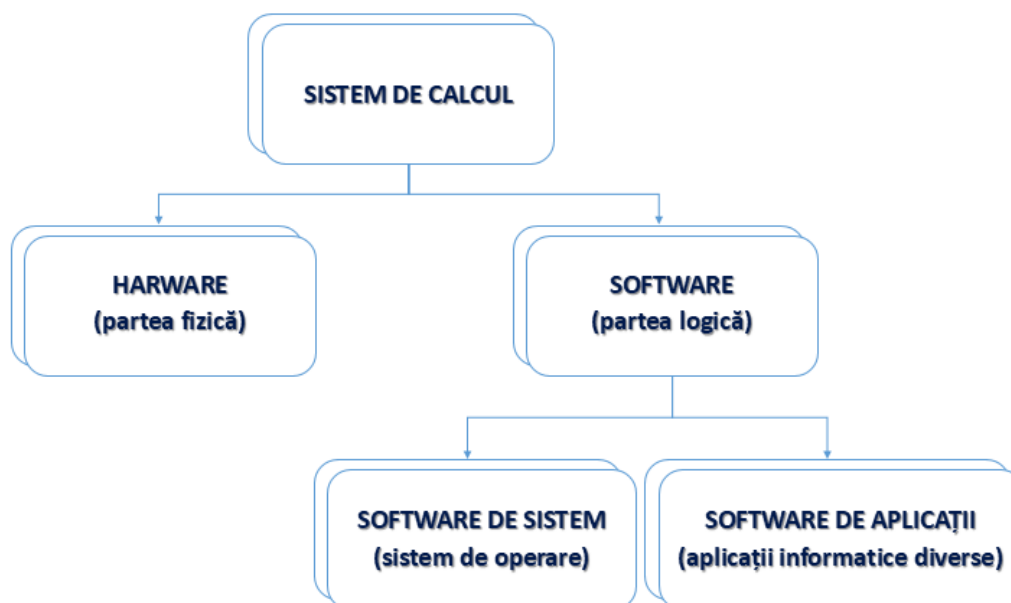 SISTEM DE CALCUL
HARWARE
(partea fizică)
SOFTWARE
(partea logică)
SOFTWARE DE SISTEM
(sistem de operare)
SOFTWARE DE APLICAȚII
(aplicații informatice diverse)